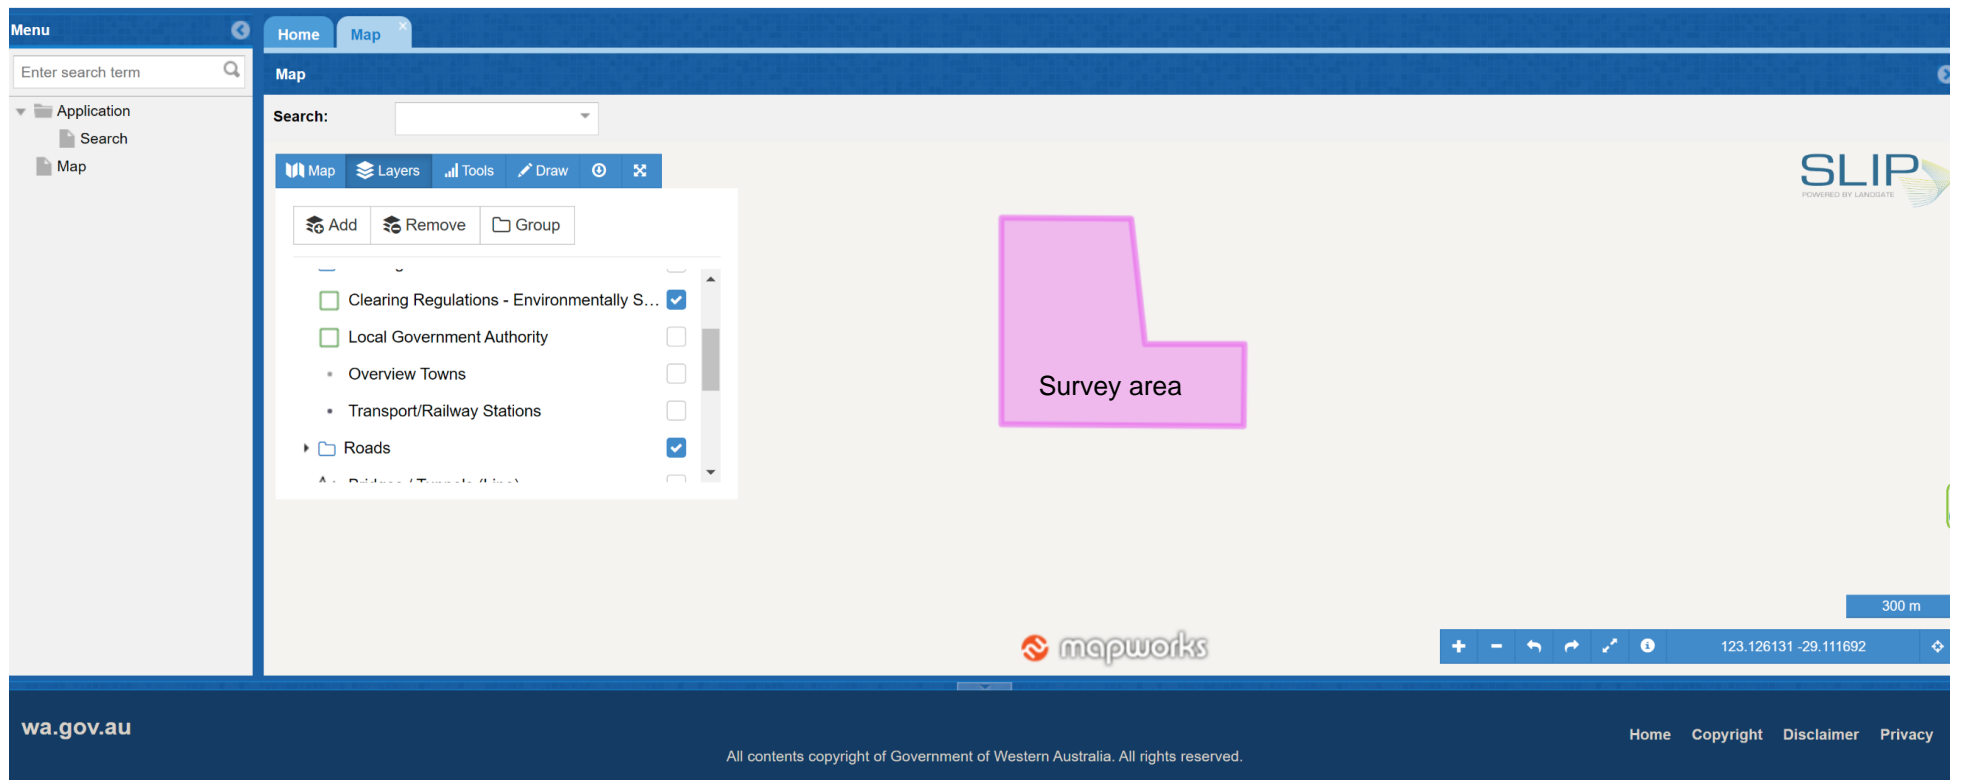 Menu
Home
Map
Enter search term
Map
Application
Search:
Search
Map
Map
Layers
Tools
Draw
SLIP
POWERED BY LANDGATE
Add
Remove
Group
Clearing Regulations - Environmentally S...
Local Government Authority
Overview Towns
Transport/Railway Stations
Roads
Survey area
300 m
mapworks
123.126131 -29.111692
wa.gov.au
Home
Copyright
Disclaimer
Privacy
All contents copyright of Government of Western Australia. All rights reserved.